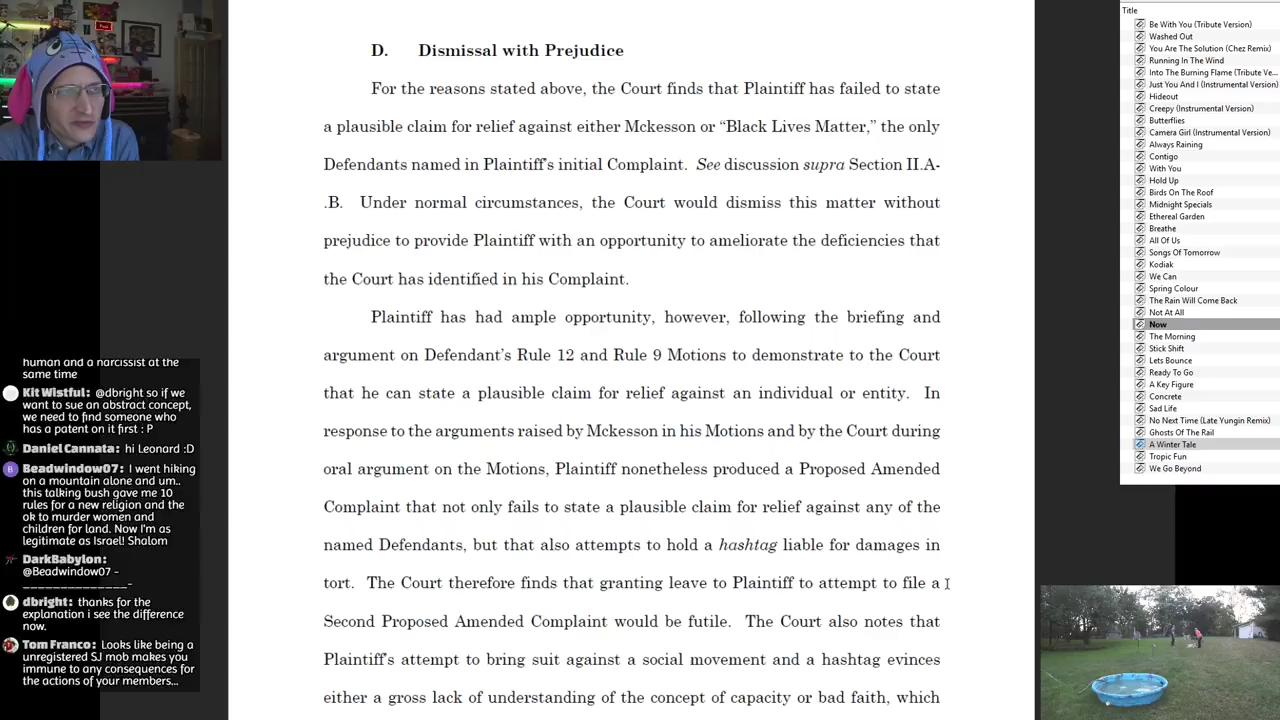 D. Dismissal with Prejudice
For the reasons stated above, the Court finds that Plaintiff has failed to state
a plausible claim for relief against either Mckesson or “Black Lives Matter,” the only
Defendants named in Plaintiff’s initial Complaint. See discussion supra Section II.A-
.B. Under normal circumstances, the Court would dismiss this matter without
prejudice to provide Plaintiff with an opportunity to ameliorate the deficiencies that
the Court has identified in his Complaint.
Plaintiff has had ample opportunity, however, following the briefing and
argument on Defendant’s Rule 12 and Rule 9 Motions to demonstrate to the Court
that he can state a plausible claim for relief against an individual or entity. In
response to the arguments raised by Mckesson in his Motions and by the Court during
oral argument on the Motions, Plaintiff nonetheless produced a Proposed Amended
Complaint that not only fails to state a plausible claim for relief against any of the
named Defendants, but that also attempts to hold a hashtag liable for damages in
tort. The Court therefore finds that granting leave to Plaintiff to attempt to file a
Second Proposed Amended Complaint would be futile. The Court also notes that
Plaintiff’s attempt to bring suit against a social movement and a hashtag evinces
either a gross lack of understanding of the concept of capacity or bad faith, which
human and a narcissist at the
same time
Kit Wistful: @dbright so if we
want to sue an abstract concept,
we need to find someone who
has a patent on it first : P
Daniel Cannata: hi Leonard :D
Beadwindow07: I went hiking
on a mountain alone and um..
this talking bush gave me 10
rules for a new religion and the
ok to murder women and
children for land. Now I'm as
legitimate as Israel! Shalom
DarkBabylon:
@Beadwindow07 -
_______________-
dbright: thanks for the
explanation i see the difference
now.
Tom Franco: Looks like being a
unregistered SJ mob makes you
immune to any consequences for
the actions of your members...
Title
Be With You (Tribute Version)
Washed Out
You Are The Solution (Chez Remix)
Running In The Wind
Into The Burning Flame (Tribute Ve...
Just You And I (Instrumental Version)
Hideout
Creepy (Instrumental Version)
Butterflies
Camera Girl (Instrumental Version)
Always Raining
Contigo
With You
Hold Up
Birds On The Roof
Midnight Specials
Ethereal Garden
Breathe
All Of Us
Songs Of Tomorrow
Kodiak
We Can
Spring Colour
The Rain Will Come Back
Not At All
Now
The Morning
Stick Shift
Lets Bounce
Ready To Go
A Key Figure
Concrete
Sad Life
No Next Time (Late Yungin Remix)
Ghosts Of The Rail
A Winter Tale
Tropic Fun
We Go Beyond